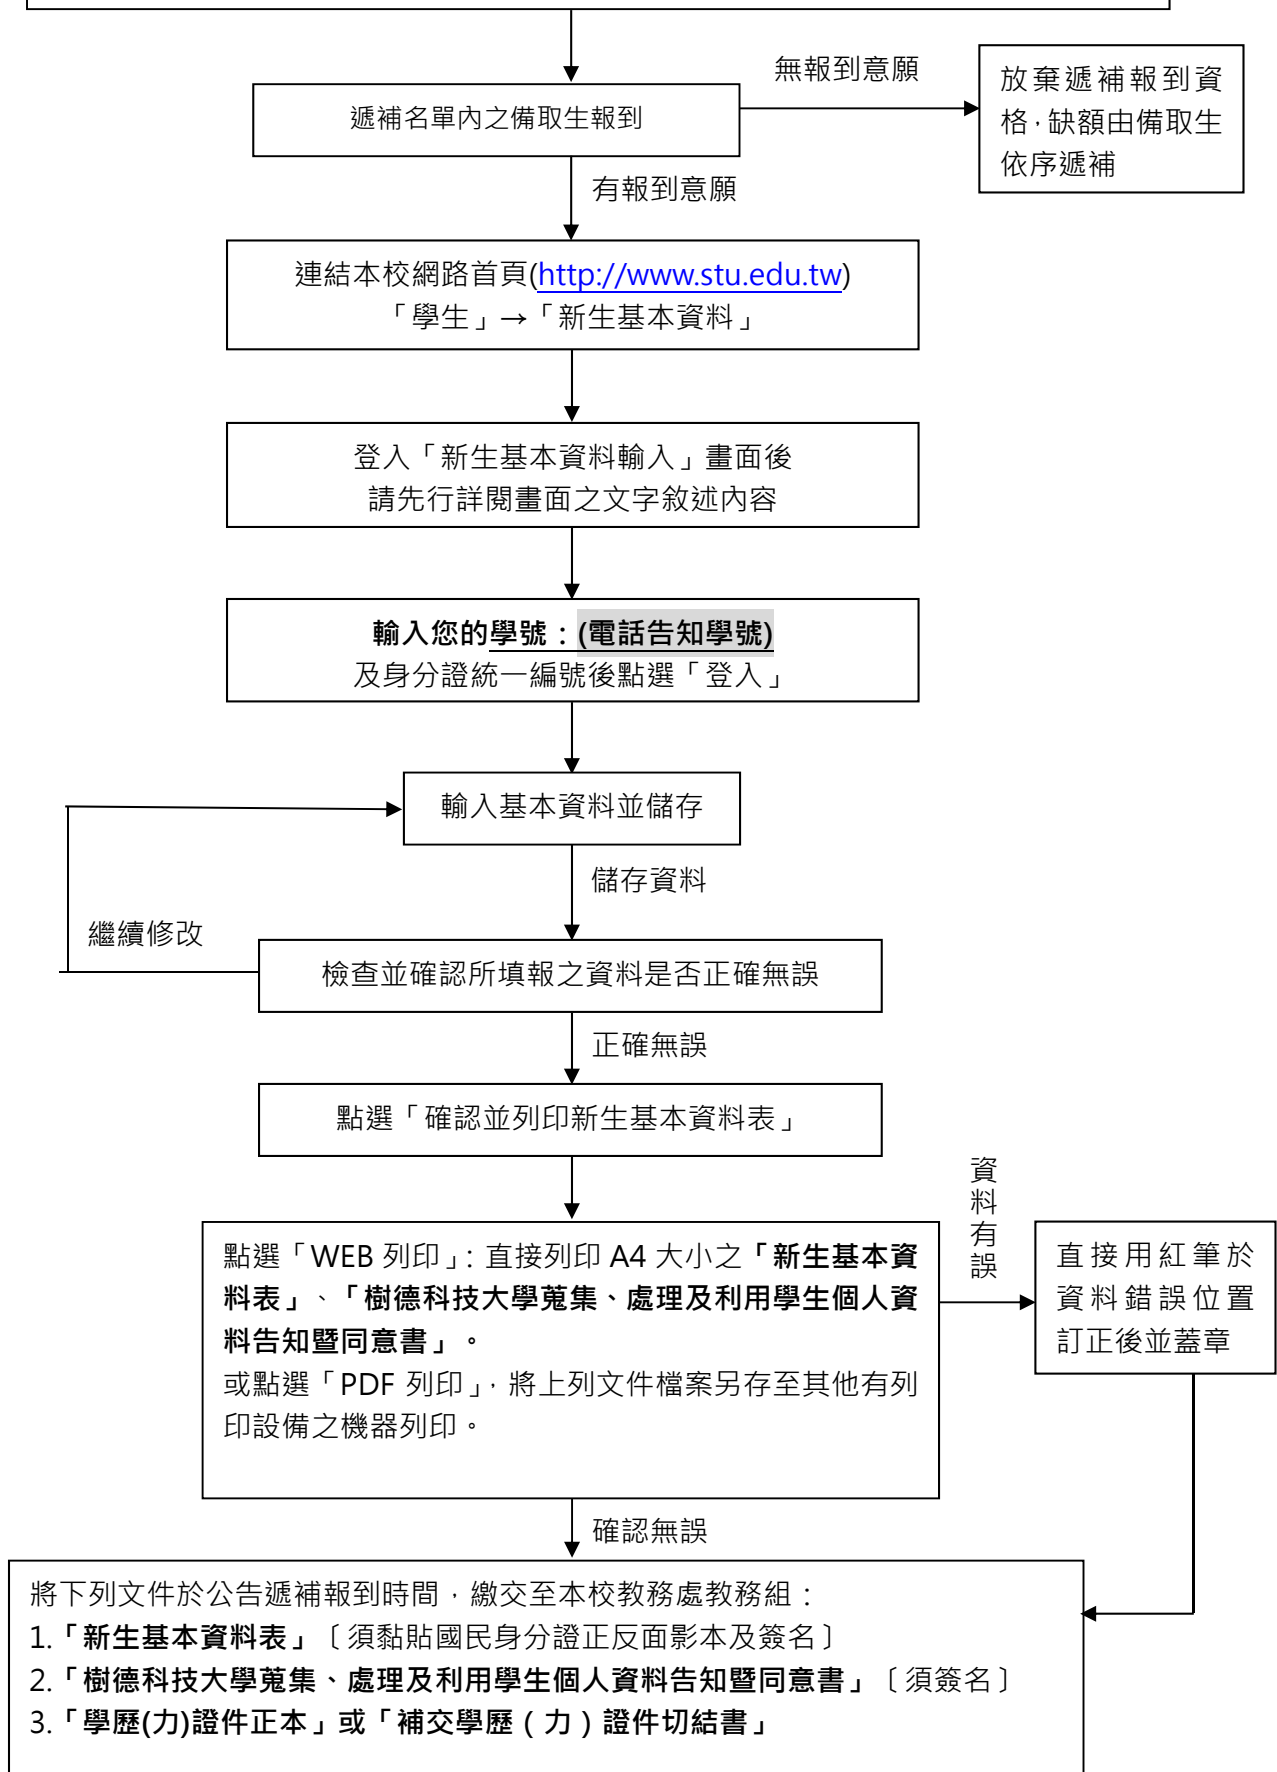 無報到意願
遞補名單內之備取生報到
放棄遞補報到資
格，缺額由備取生
依序遞補
有報到意願
連結本校網路首頁(http://www.stu.edu.tw)
「學生」→「新生基本資料」
登入「新生基本資料輸入」畫面後
請先行詳閱畫面之文字敘述內容
輸入您的學號：(電話告知學號)
及身分證統一編號後點選「登入」
輸入基本資料並儲存
儲存資料
繼續修改
檢查並確認所填報之資料是否正確無誤
正確無誤
點選「確認並列印新生基本資料表」
資料有誤
點選「WEB 列印」：直接列印 A4 大小之「新生基本資
料表」、「樹德科技大學蒐集、處理及利用學生個人資
料告知暨同意書」。
或點選「PDF 列印」，將上列文件檔案另存至其他有列
印設備之機器列印。
直接用紅筆於
資料錯誤位置
訂正後並蓋章
確認無誤
將下列文件於公告遞補報到時間，繳交至本校教務處教務組：
1.「新生基本資料表」〔須黏貼國民身分證正反面影本及簽名〕
2.「樹德科技大學蒐集、處理及利用學生個人資料告知暨同意書」〔須簽名〕
3.「學歷(力)證件正本」或「補交學歷（力）證件切結書」